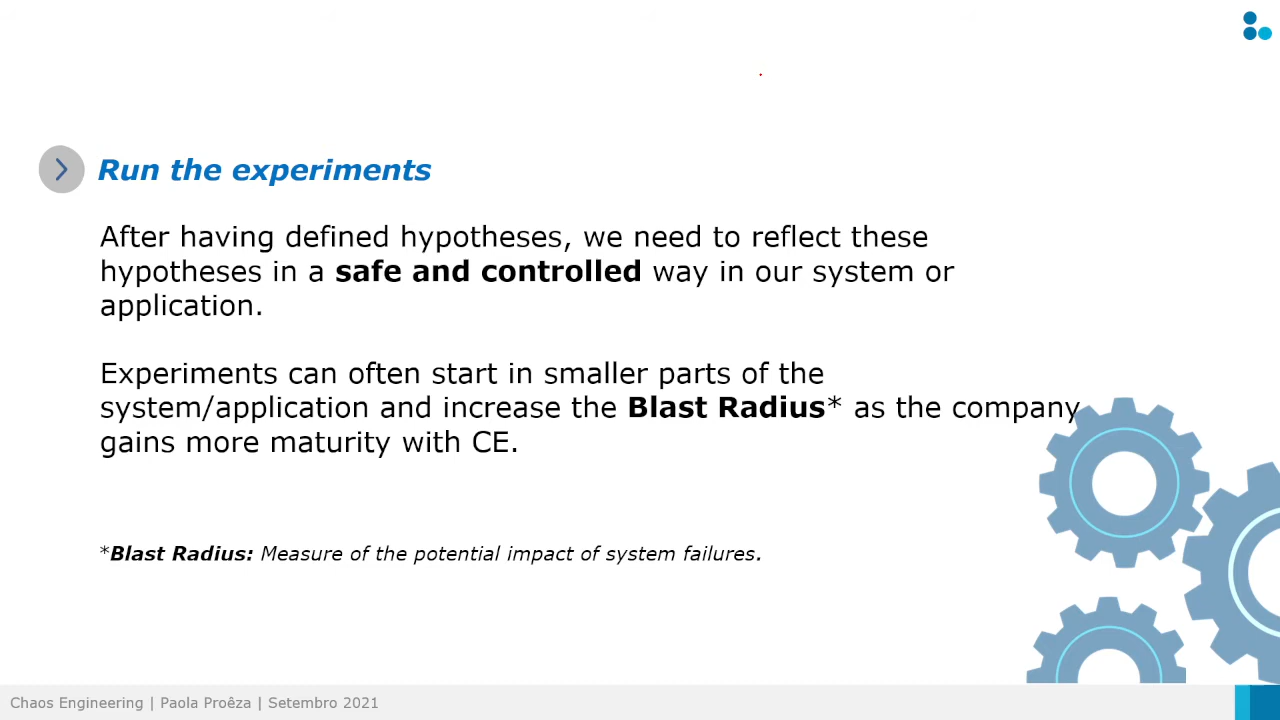 Run the experiments
After having defined hypotheses, we need to reflect these
hypotheses in a safe and controlled way in our system or
application.
Experiments can often start in smaller parts of the
system/application and increase the Blast Radius* as the company
gains more maturity with CE.
*Blast Radius: Measure of the potential impact of system failures.
Chaos Engineering | Paola Proêza | Setembro 2021